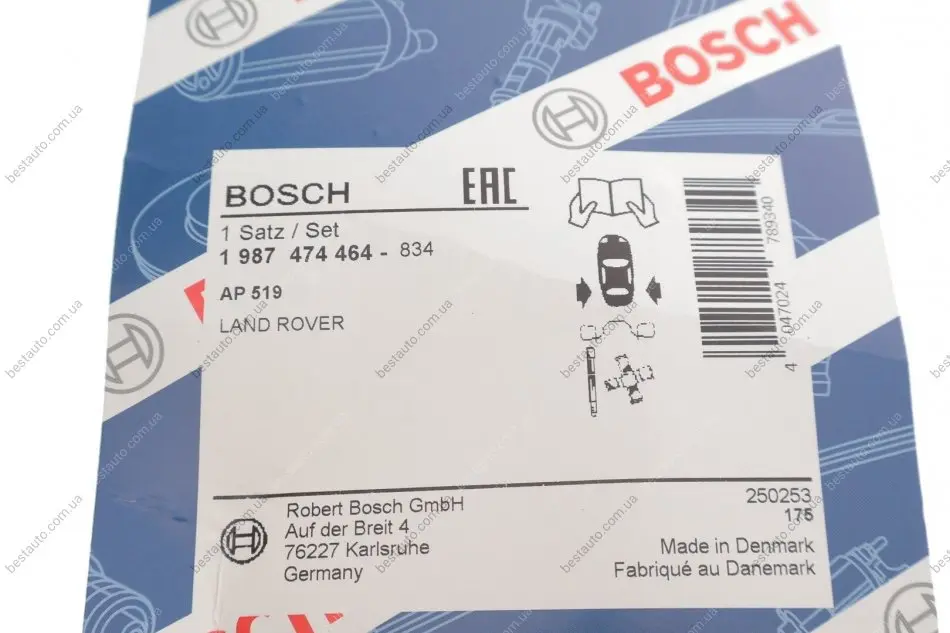 BOSCH
BOSCH
EAC
1 Satz / Set
1 987 474 464 - 834
AP 519
LAND ROVER
4 047024 789340
Robert Bosch GmbH
Auf der Breit 4
76227 Karlsruhe
Germany
250253
175
Made in Denmark
Fabriqué au Danemark
bestauto.com.ua